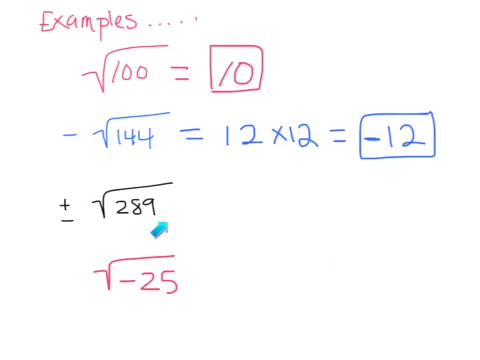 Examples .....
√100 = 10
- √144 = 12 × 12 = -12
± √289
√-25